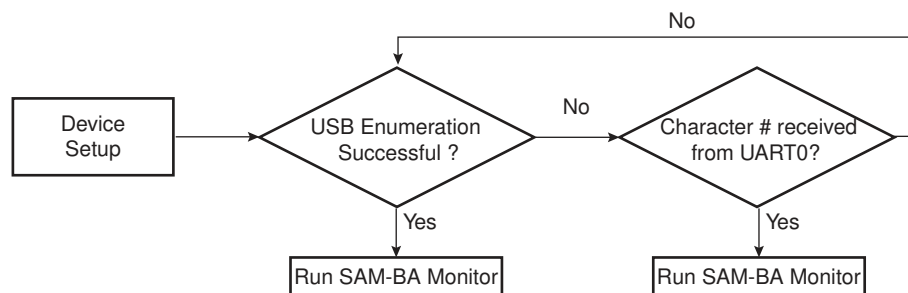 No
Device
Setup
USB Enumeration
Successful ?
No
Character # received
from UART0?
Yes
Yes
Run SAM-BA Monitor
Run SAM-BA Monitor